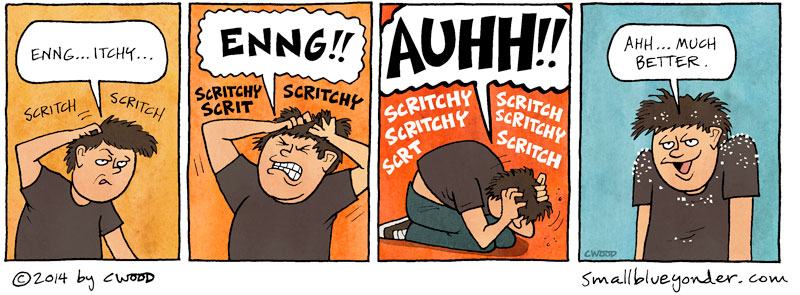 ENNG...ITCHY...
SCRITCH
SCRITCH
ENNG!!
SCRITCHY
SCRIT
SCRITCHY
AUHH!!
SCRITCHY
SCRITCHY
SCRT
SCRITCH
SCRITCHY
SCRITCH
AHH...MUCH
BETTER.
CWOOD
©2014 by CWOOD
smallblueyonder.com